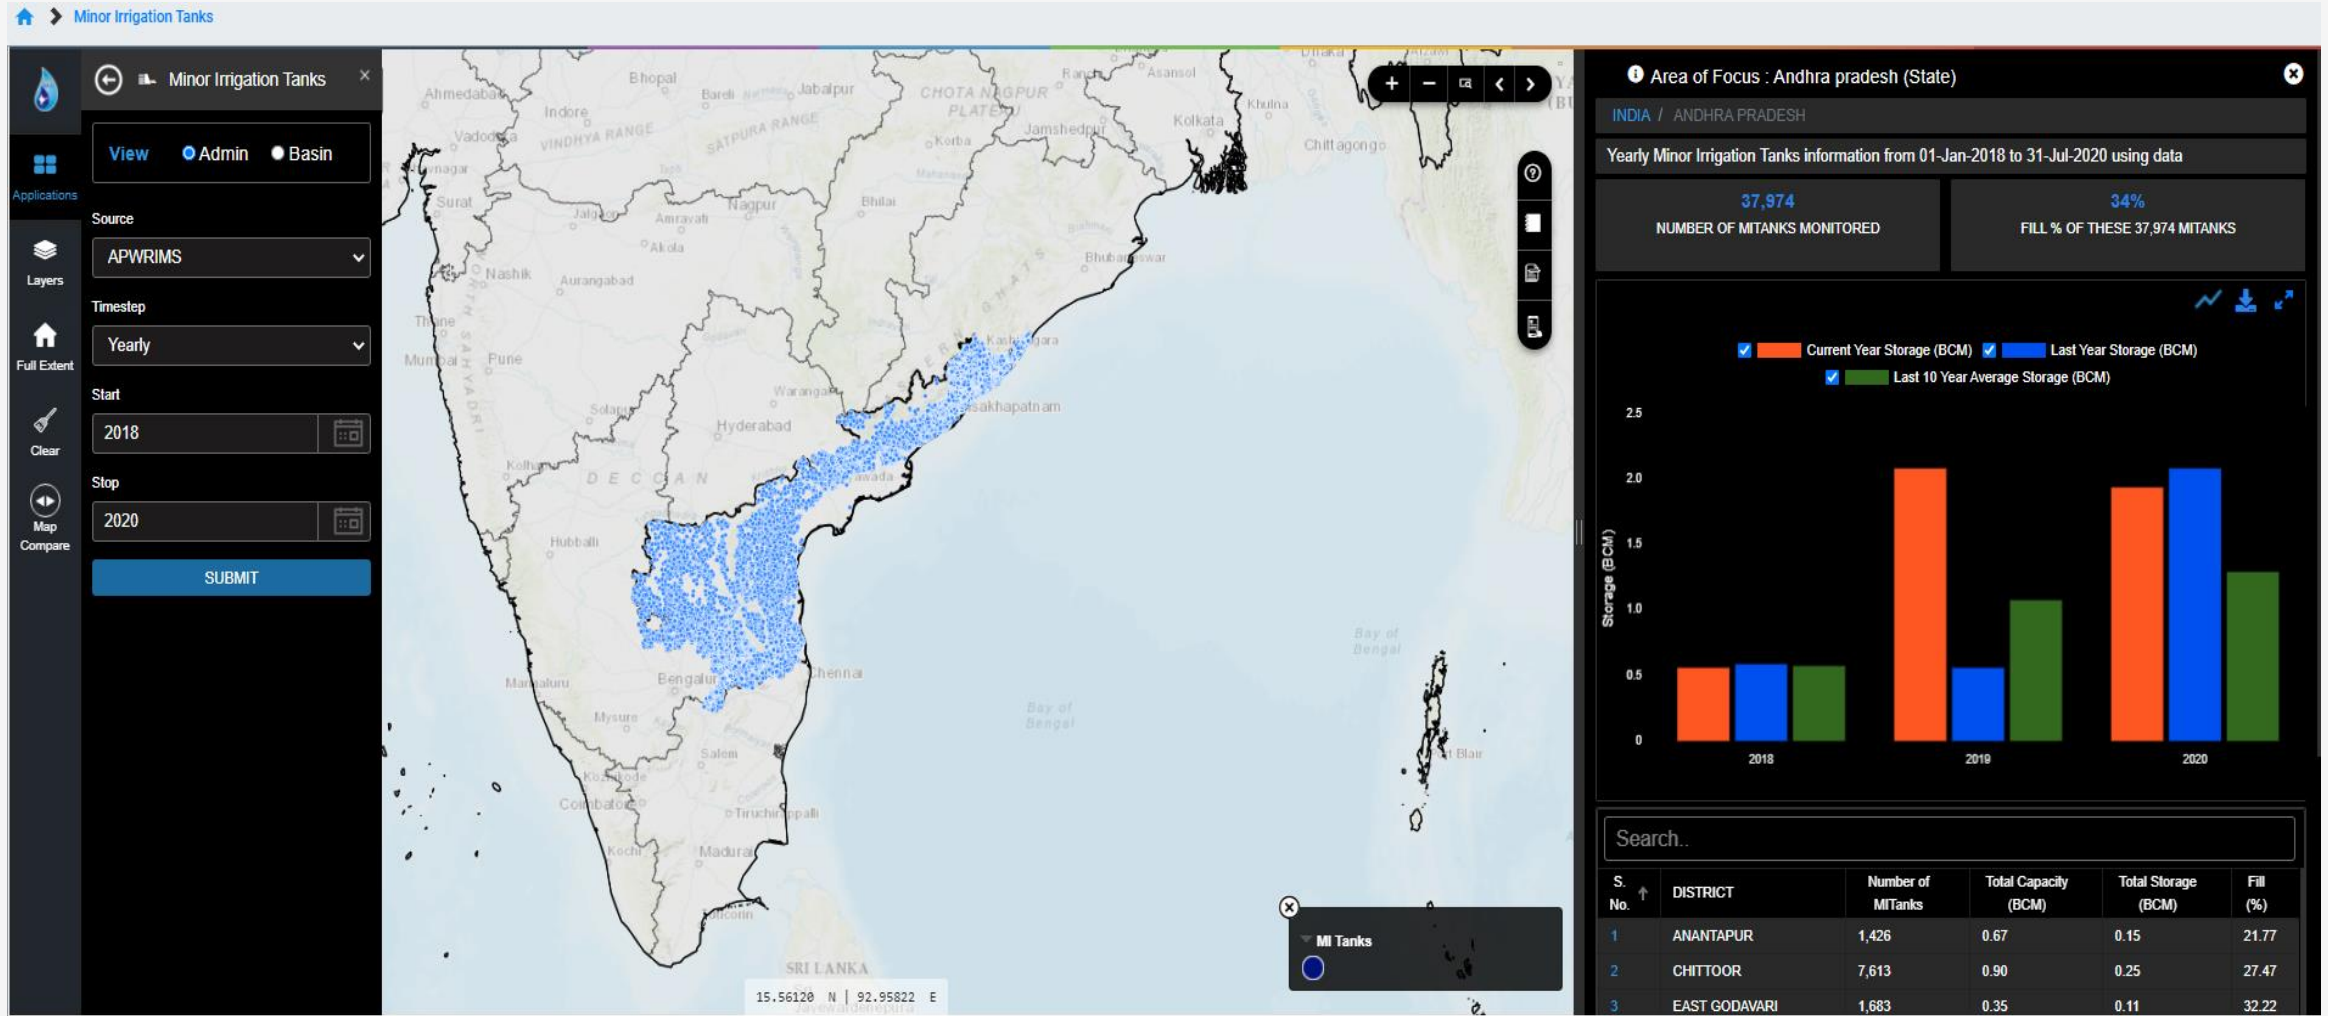 Minor Irrigation Tanks
Minor Irrigation Tanks ×
View Admin Basin
Applications
Source
APWRIMS
Layers
Timestep
Yearly
Full Extent
Start
2018
Clear
Stop
2020
Map
Compare
SUBMIT
Bhopal
Asansol
Ahmedabad
Bareli
Jabalpur
CHOTA NAGPUR
PLATEAU
Indore
Khulna
Kolkata
Vadodara
VINDHYA RANGE
SATPURA RANGE
Korba
Jamshedpur
Chittagong
Surat
Jalgaon
Amravati
Nagpur
Bhilai
Akola
Nashik
Aurangabad
Bhubaneswar
Thane
Mumbai
Pune
Warangal
Solapur
Hyderabad
DECCAN
Hubballi
Bay of
Bengal
Chennai
Bengaluru
Mangaluru
Bay of
Bengal
Mysuru
Salem
Port Blair
Kozhikode
Coimbatore
Tiruchirappalli
Kochi
Madurai
Tuticorin
SRI LANKA
15.56120 N | 92.95822 E
MI Tanks
Area of Focus : Andhra pradesh (State)
INDIA / ANDHRA PRADESH
Yearly Minor Irrigation Tanks information from 01-Jan-2018 to 31-Jul-2020 using data
37,974
NUMBER OF MITANKS MONITORED
34%
FILL % OF THESE 37,974 MITANKS
Current Year Storage (BCM) Last Year Storage (BCM)
Last 10 Year Average Storage (BCM)
Storage (BCM)
2.5
2.0
1.5
1.0
0.5
0
2018 2019 2020
Search..
S. No. DISTRICT Number of MITanks Total Capacity (BCM) Total Storage (BCM) Fill (%)
1 ANANTAPUR 1,426 0.67 0.15 21.77
2 CHITTOOR 7,613 0.90 0.25 27.47
3 EAST GODAVARI 1,683 0.35 0.11 32.22